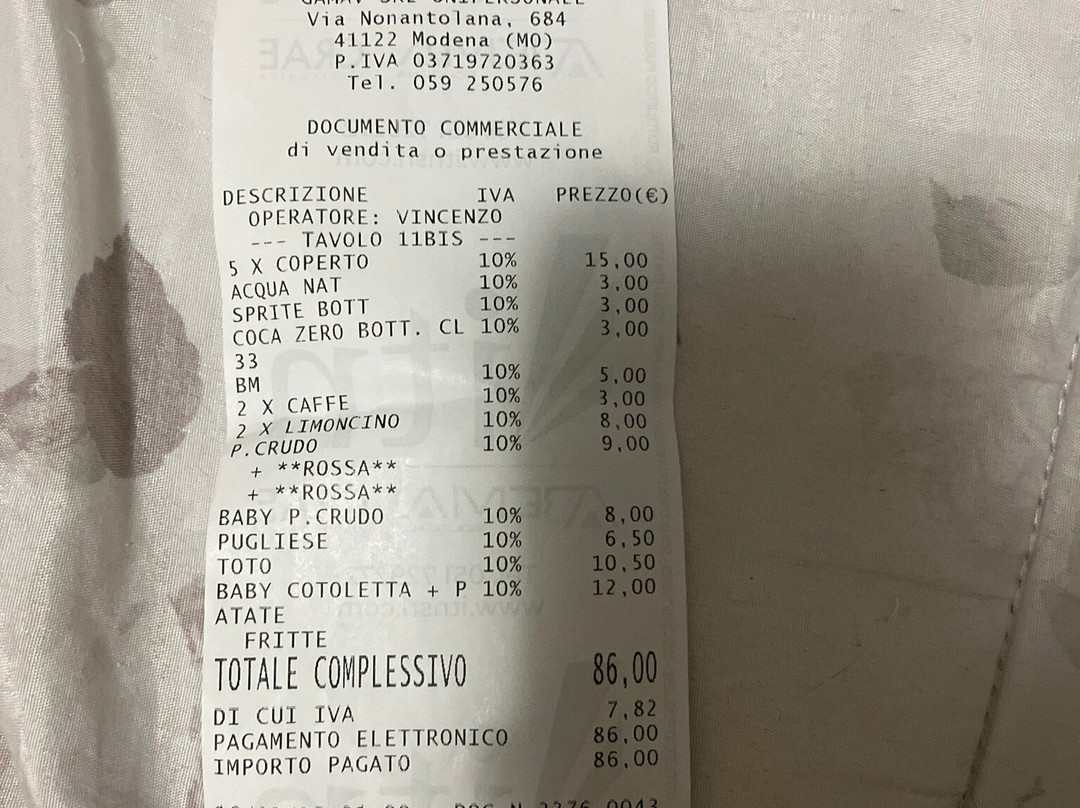 GAMAV SRL UNIPERSONALE
Via Nonantolana, 684
41122 Modena (MO)
P.IVA 03719720363
Tel. 059 250576
DOCUMENTO COMMERCIALE
di vendita o prestazione
DESCRIZIONE IVA PREZZO(€)
OPERATORE: VINCENZO
--- TAVOLO 11BIS ---
5 X COPERTO 10% 15,00
ACQUA NAT 10% 3,00
SPRITE BOTT 10% 3,00
COCA ZERO BOTT. CL 10% 3,00
33
BM 10% 5,00
2 X CAFFE 10% 3,00
2 X LIMONCINO 10% 8,00
P.CRUDO 10% 9,00
+ **ROSSA**
+ **ROSSA**
BABY P.CRUDO 10% 8,00
PUGLIESE 10% 6,50
TOTO 10% 10,50
BABY COTOLETTA + P 10% 12,00
ATATE
FRITTE
TOTALE COMPLESSIVO 86,00
DI CUI IVA 7,82
PAGAMENTO ELETTRONICO 86,00
IMPORTO PAGATO 86,00